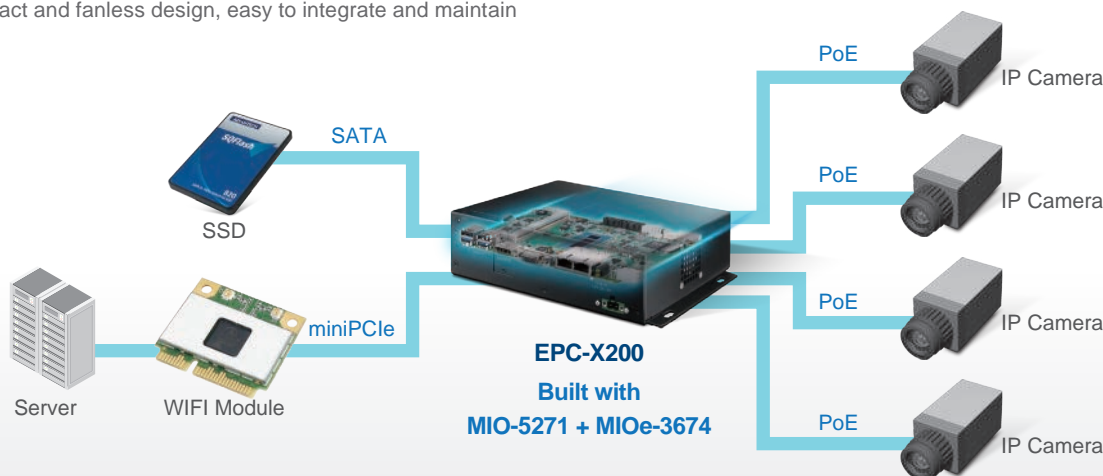 act and fanless design, easy to integrate and maintain
PoE
IP Camera
SATA
SQFlash
SSD
PoE
IP Camera
miniPCIe
Server
WIFI Module
EPC-X200
Built with
MIO-5271 + MIOe-3674
PoE
IP Camera
PoE
IP Camera